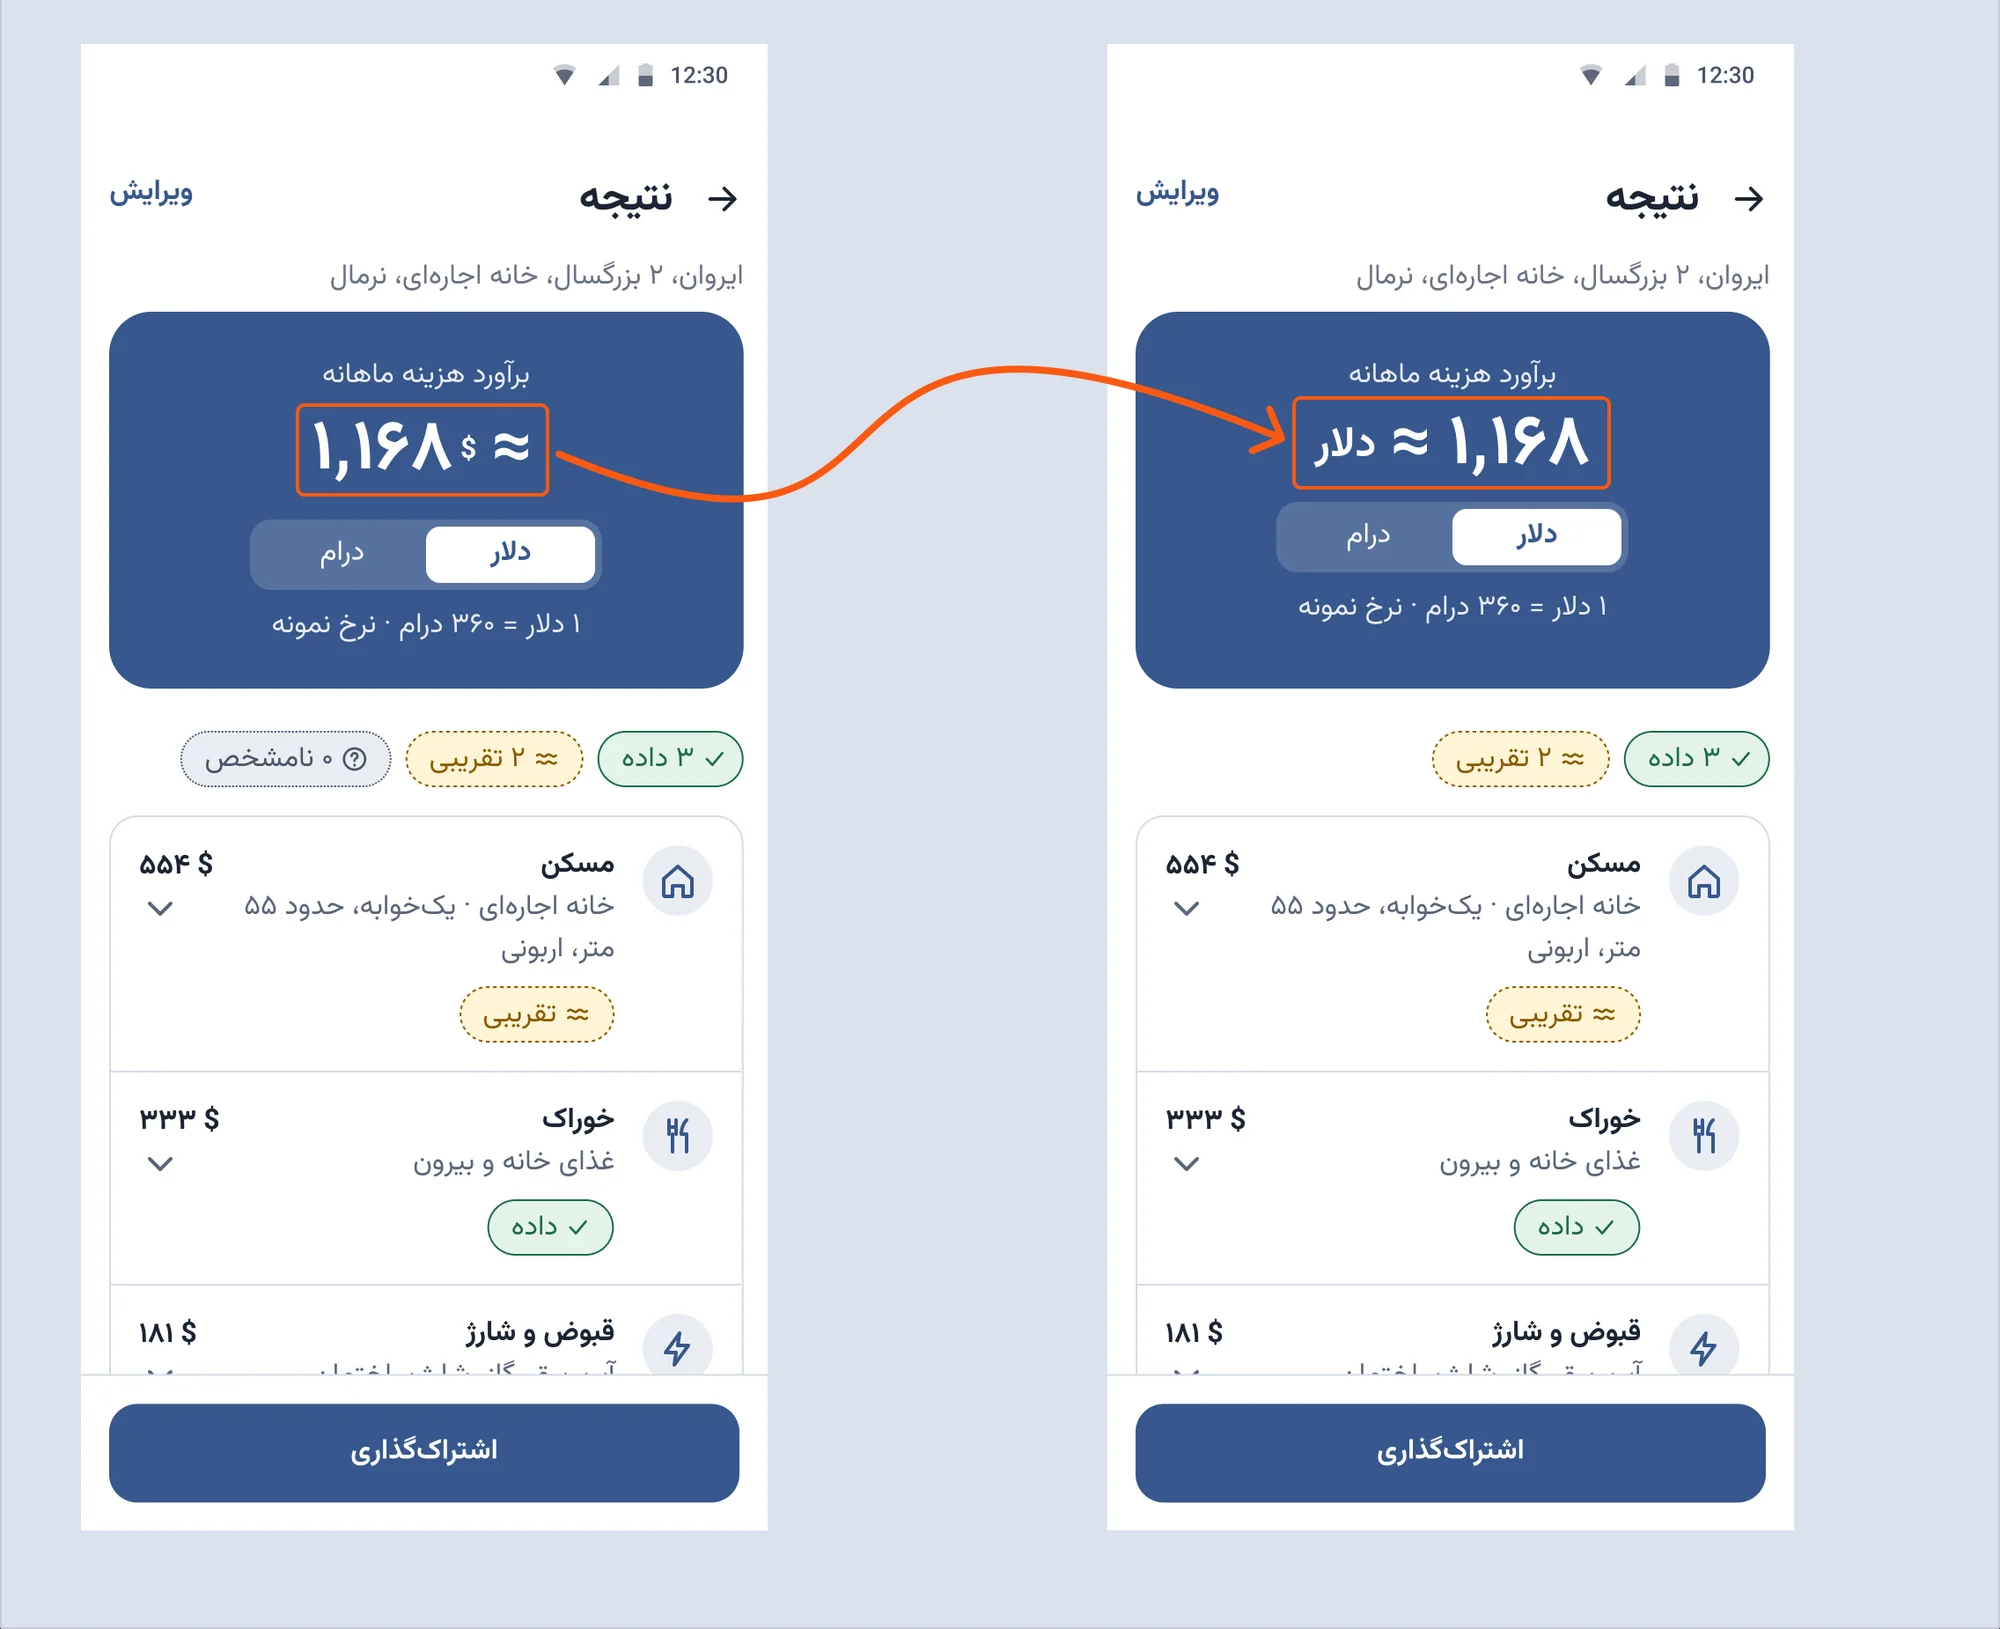 12:30
نتیجه
ویرایش
ایروان، ۲ بزرگسال، خانه اجاره‌ای، نرمال
برآورد هزینه ماهانه
≈ $ ۱,۱۶۸
دلار
درام
۱ دلار = ۳۶۰ درام · نرخ نمونه
۳ داده
۲ تقریبی
۰ نامشخص
مسکن
$ ۵۵۴
خانه اجاره‌ای · یک‌خوابه، حدود ۵۵
متر، اربونی
تقریبی
خوراک
$ ۳۳۳
غذای خانه و بیرون
داده
قبوض و شارژ
$ ۱۸۱
اشتراک‌گذاری
12:30
نتیجه
ویرایش
ایروان، ۲ بزرگسال، خانه اجاره‌ای، نرمال
برآورد هزینه ماهانه
۱,۱۶۸ ≈ دلار
دلار
درام
۱ دلار = ۳۶۰ درام · نرخ نمونه
۳ داده
۲ تقریبی
مسکن
$ ۵۵۴
خانه اجاره‌ای · یک‌خوابه، حدود ۵۵
متر، اربونی
تقریبی
خوراک
$ ۳۳۳
غذای خانه و بیرون
داده
قبوض و شارژ
$ ۱۸۱
اشتراک‌گذاری